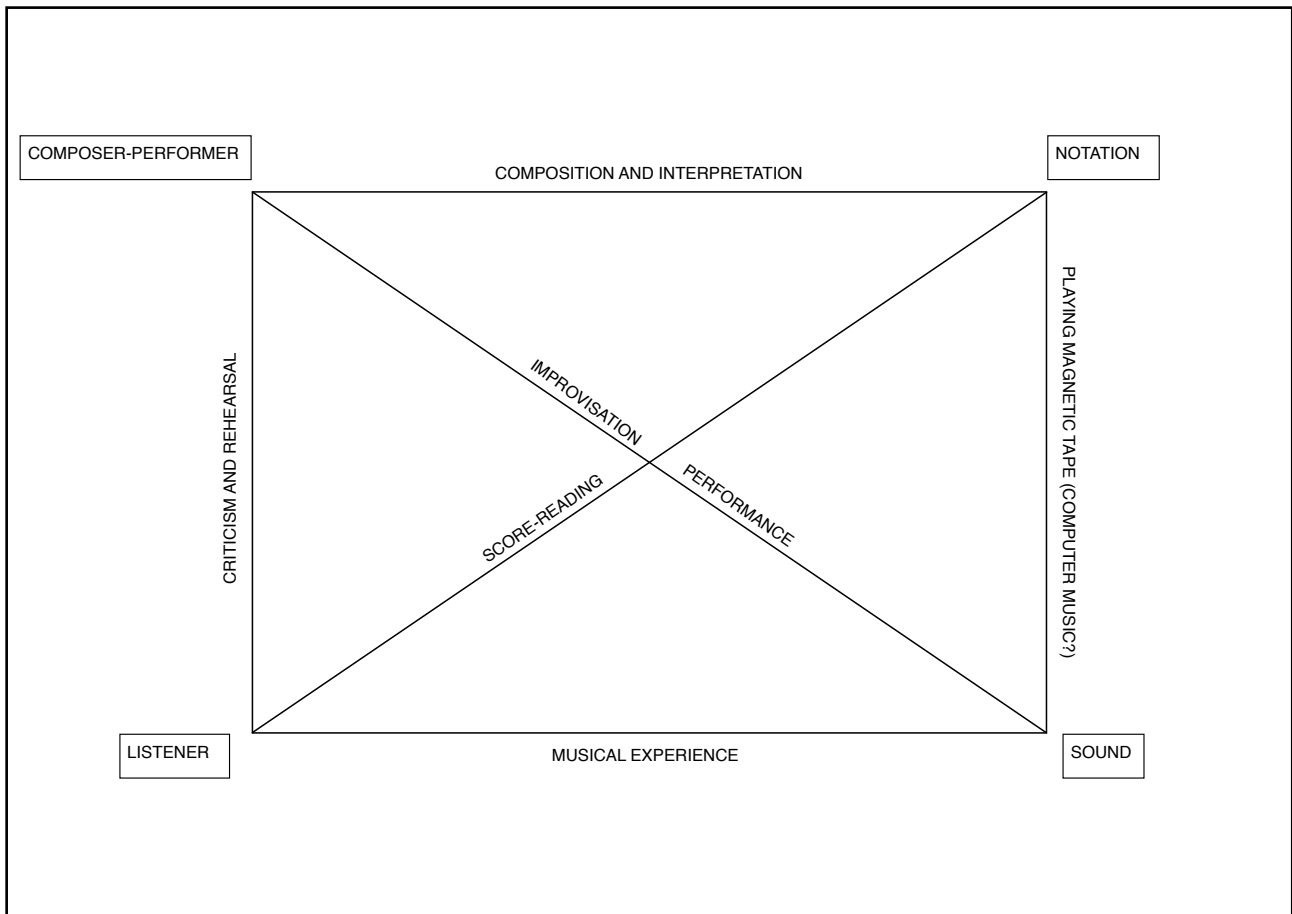 COMPOSER-PERFORMER
NOTATION
COMPOSITION AND INTERPRETATION
CRITICISM AND REHEARSAL
IMPROVISATION
SCORE-READING
PERFORMANCE
PLAYING MAGNETIC TAPE (COMPUTER MUSIC?)
LISTENER
MUSICAL EXPERIENCE
SOUND